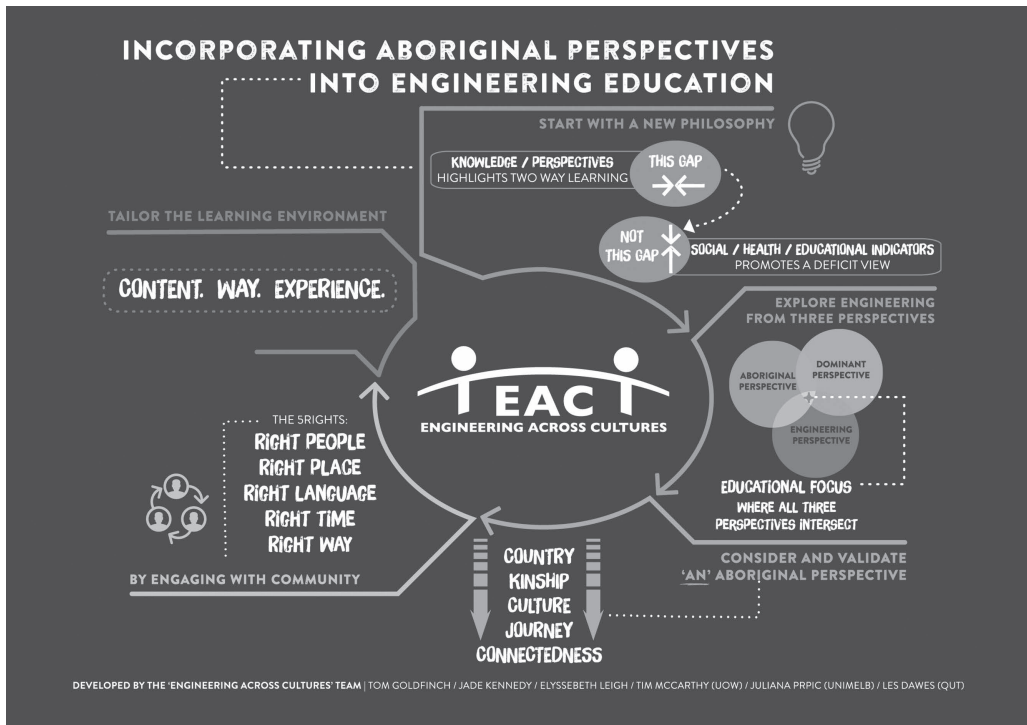 INCORPORATING ABORIGINAL PERSPECTIVES
INTO ENGINEERING EDUCATION
START WITH A NEW PHILOSOPHY
KNOWLEDGE / PERSPECTIVES
HIGHLIGHTS TWO WAY LEARNING
THIS GAP
NOT
THIS GAP
SOCIAL / HEALTH / EDUCATIONAL INDICATORS
PROMOTES A DEFICIT VIEW
EXPLORE ENGINEERING
FROM THREE PERSPECTIVES
ABORIGINAL
PERSPECTIVE
DOMINANT
PERSPECTIVE
ENGINEERING
PERSPECTIVE
EDUCATIONAL FOCUS
WHERE ALL THREE
PERSPECTIVES INTERSECT
CONSIDER AND VALIDATE
'AN' ABORIGINAL PERSPECTIVE
COUNTRY
KINSHIP
CULTURE
JOURNEY
CONNECTEDNESS
BY ENGAGING WITH COMMUNITY
THE 5RIGHTS:
RIGHT PEOPLE
RIGHT PLACE
RIGHT LANGUAGE
RIGHT TIME
RIGHT WAY
TAILOR THE LEARNING ENVIRONMENT
CONTENT. WAY. EXPERIENCE.
EAC
ENGINEERING ACROSS CULTURES
DEVELOPED BY THE 'ENGINEERING ACROSS CULTURES' TEAM | TOM GOLDFINCH / JADE KENNEDY / ELYSSEBETH LEIGH / TIM MCCARTHY (UOW) / JULIANA PRPIC (UNIMELB) / LES DAWES (QUT)